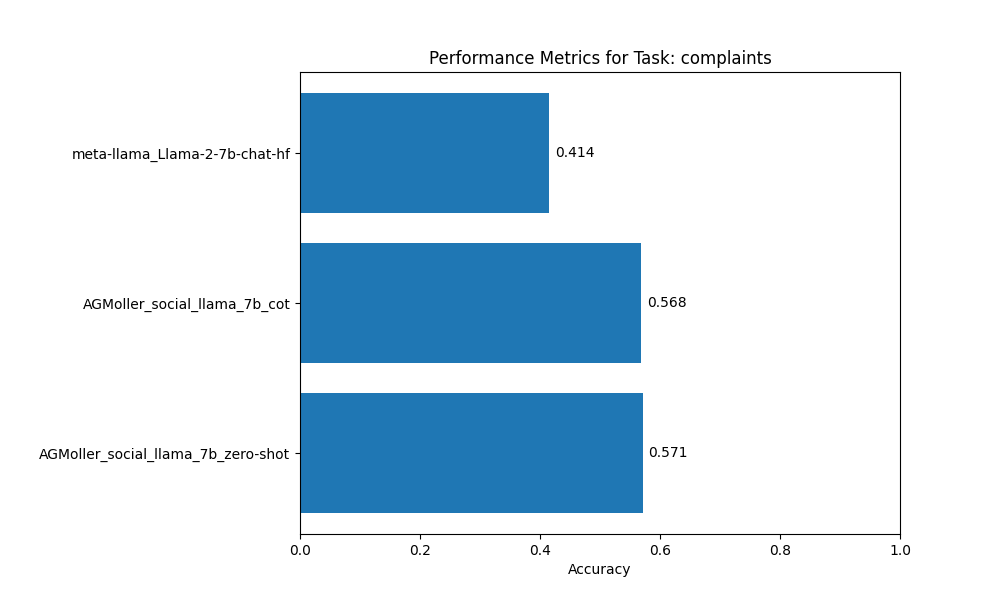 Performance Metrics for Task: complaints
meta-llama_Llama-2-7b-chat-hf
0.414
AGMoller_social_llama_7b_cot
0.568
AGMoller_social_llama_7b_zero-shot
0.571
0.0 0.2 0.4 0.6 0.8 1.0
Accuracy